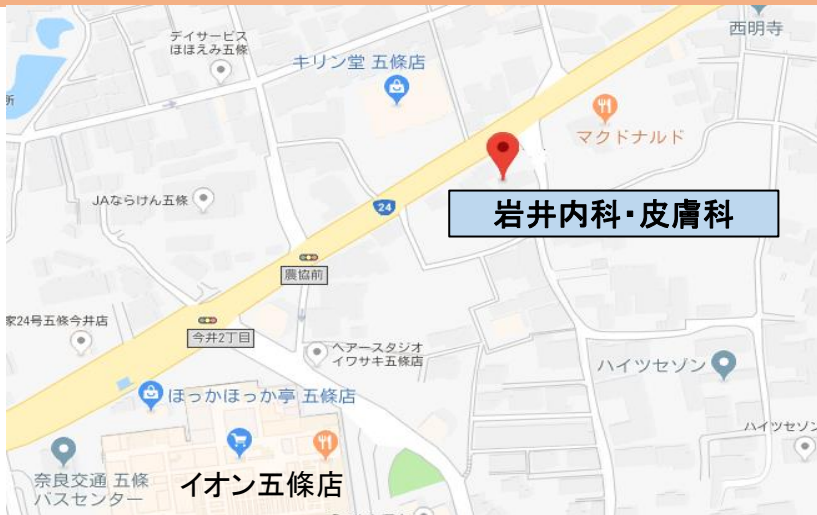 デイサービス
ほほえみ五條
西明寺
キリン堂 五條店
所
マクドナルド
JAならけん五條
24
岩井内科・皮膚科
農協前
家24号五條今井店
今井2丁目
ヘアースタジオ
イワサキ五條店
ハイツセゾン
ほっかほっか亭 五條店
ハイツセゾン
奈良交通 五條
バスセンター
イオン五條店